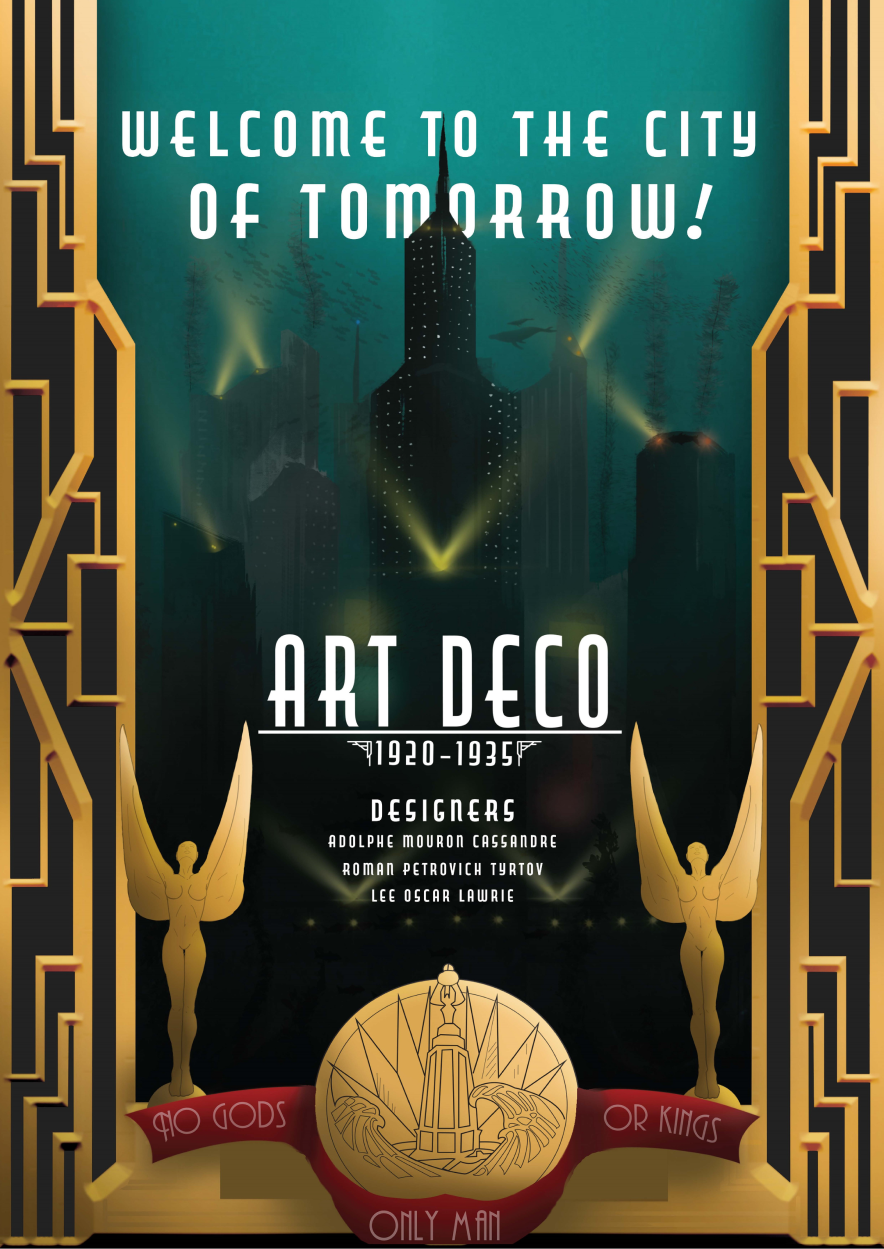 WELCOME TO THE CITY
OF TOMORROW!
ART DECO
1920-1935
DESIGNERS
ADOLPHE MOURON CASSANDRE
ROMAN PETROVICH TYRTOV
LEE OSCAR LAWRIE
NO GODS
OR KINGS
ONLY MAN